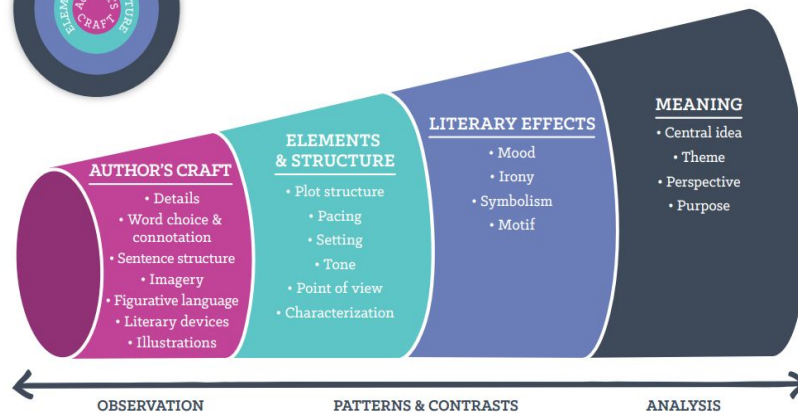 CRAFT
AUTHOR'S CRAFT
• Details
• Word choice &
connotation
• Sentence structure
• Imagery
• Figurative language
• Literary devices
• Illustrations
ELEMENTS
& STRUCTURE
• Plot structure
• Pacing
• Setting
• Tone
• Point of view
• Characterization
LITERARY EFFECTS
• Mood
• Irony
• Symbolism
• Motif
MEANING
• Central idea
• Theme
• Perspective
• Purpose
OBSERVATION
PATTERNS & CONTRASTS
ANALYSIS